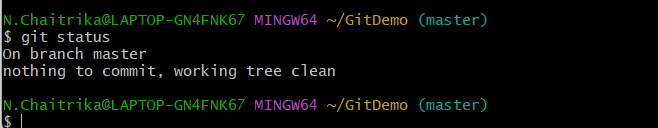 N.Chaitrika@LAPTOP-GN4FNK67 MINGW64 ~/GitDemo (master)
$ git status
On branch master
nothing to commit, working tree clean
N.Chaitrika@LAPTOP-GN4FNK67 MINGW64 ~/GitDemo (master)
$